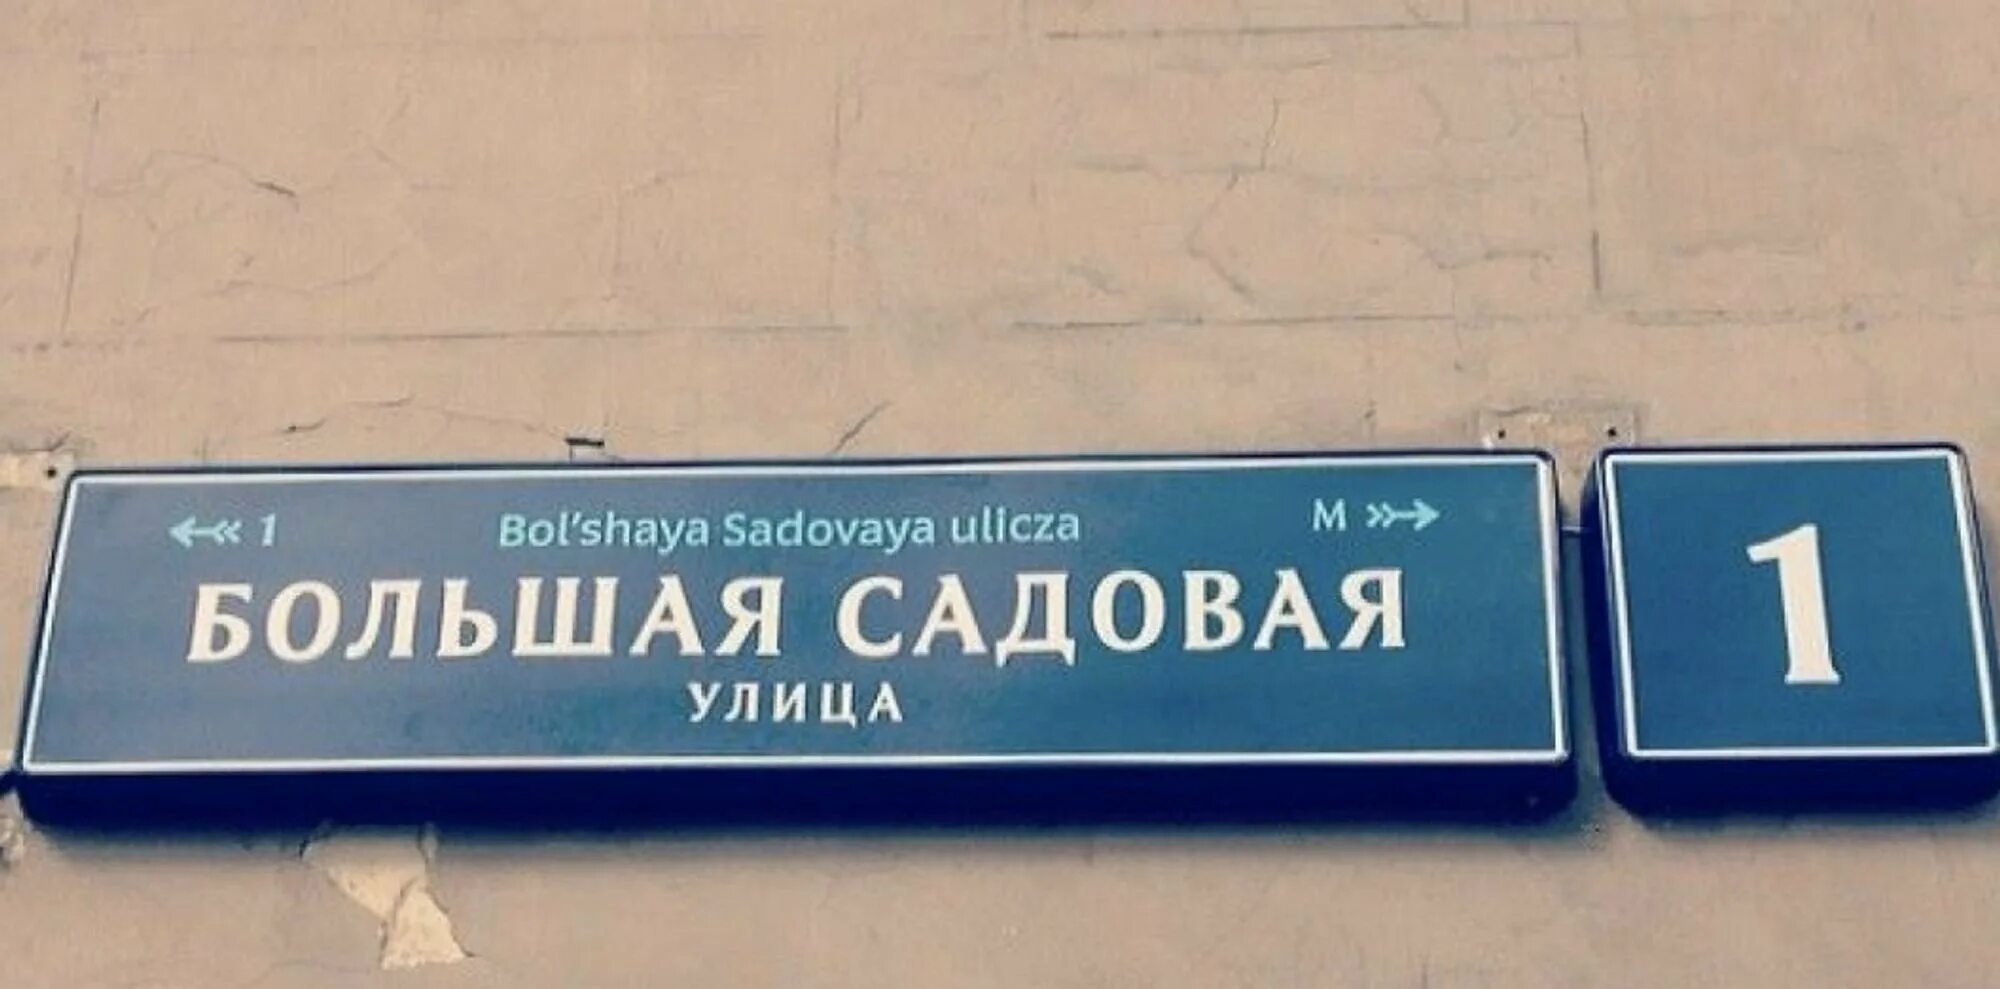 1 Bol'shaya Sadovaya ulicza М
БОЛЬШАЯ САДОВАЯ
УЛИЦА
1